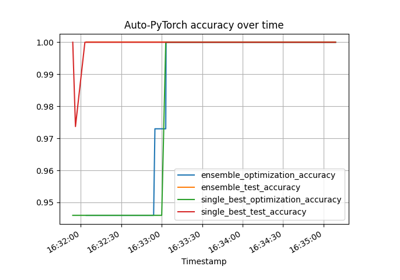 Auto-PyTorch accuracy over time
1.00
0.99
0.98
0.97
0.96
0.95
ensemble_optimization_accuracy
ensemble_test_accuracy
single_best_optimization_accuracy
single_best_test_accuracy
16:32:00
16:32:30
16:33:00
16:33:30
16:34:00
16:34:30
16:35:00
Timestamp